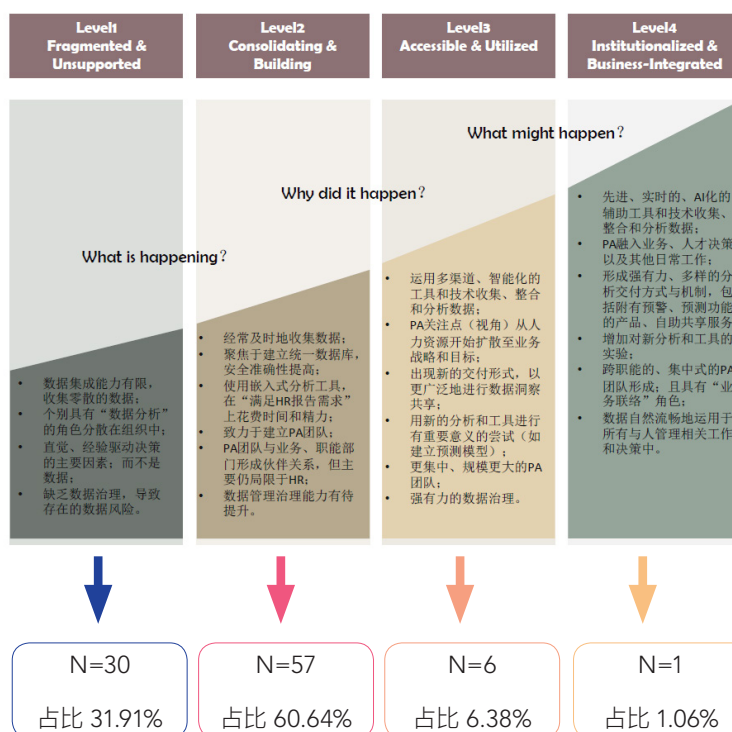 Level1
Fragmented &
Unsupported
Level2
Consolidating &
Building
Level3
Accessible & Utilized
Level4
Institutionalized &
Business-Integrated
What might happen?
Why did it happen?
What is happening?
• 数据集成能力有限，
收集零散的数据；
• 个别具有“数据分析”
的角色分散在组织中；
• 直觉、经验驱动决策
的主要因素；而不是
数据；
• 缺乏数据治理，导致
存在的数据风险。
• 经常及时地收集数据；
• 聚焦于建立统一数据库，
安全准确性提高；
• 使用嵌入式分析工具，
在“满足HR报告需求”
上花费时间和精力；
• 致力于建立PA团队；
• PA团队与业务、职能部
门形成伙伴关系，但主
要仍局限于HR；
• 数据管理治理能力有待
提升。
• 运用多渠道、智能化的
工具和技术收集、整合
和分析数据；
• PA关注点（视角）从人
力资源开始扩散至业务
战略和目标；
• 出现新的交付形式，以
更广泛地进行数据洞察
共享；
• 用新的分析和工具进行
有重要意义的尝试（如
建立预测模型）；
• 更集中、规模更大的PA
团队；
• 强有力的数据治理。
• 先进、实时的、AI化的
辅助工具和技术收集、
整合和分析数据；
• PA融入业务、人才决策
以及其他日常工作；
• 形成强有力、多样的分
析交付方式与机制，包
括附有预警、预测功能
的产品、自助共享服务
• 增加对新分析和工具的
实验；
• 跨职能的、集中式的PA
团队形成；且具有“业
务联络”角色；
• 数据自然流畅地运用于
所有与人管理相关工作
和决策中。
N=30
占比 31.91%
N=57
占比 60.64%
N=6
占比 6.38%
N=1
占比 1.06%